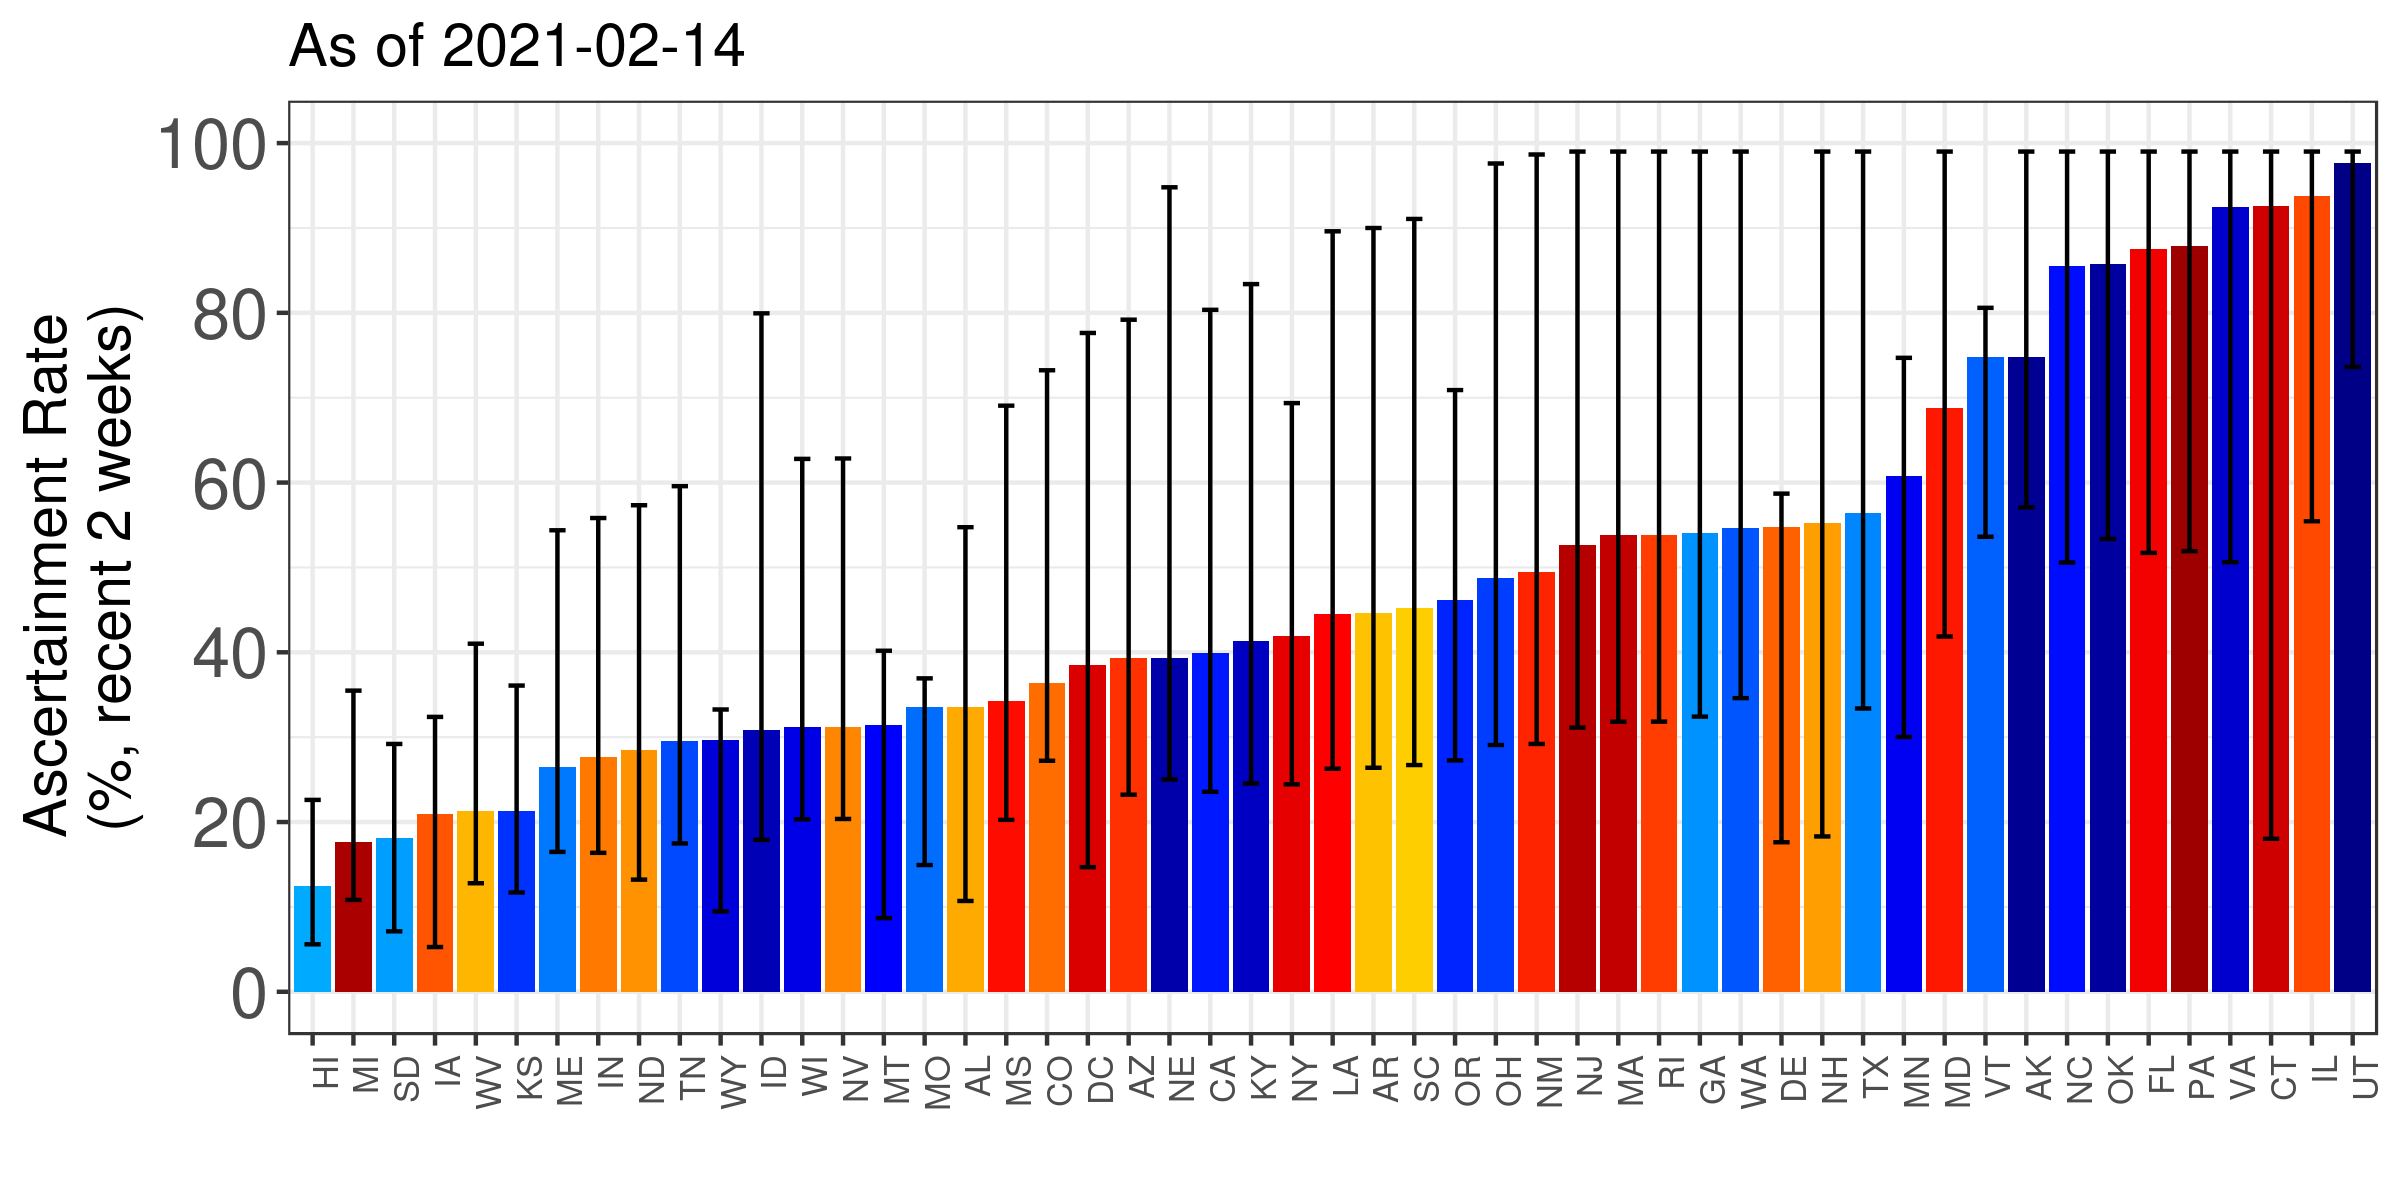 As of 2021-02-14
Ascertainment Rate
(%, recent 2 weeks)
100
80
60
40
20
0
HI MI SD IA WV KS ME IN ND TN WY ID WI NV MT MO AL MS CO DC AZ NE CA KY NY LA AR SC OR OH NM NJ MA RI GA WA DE NH TX MN MD VT AK NC OK FL PA VA CT IL UT